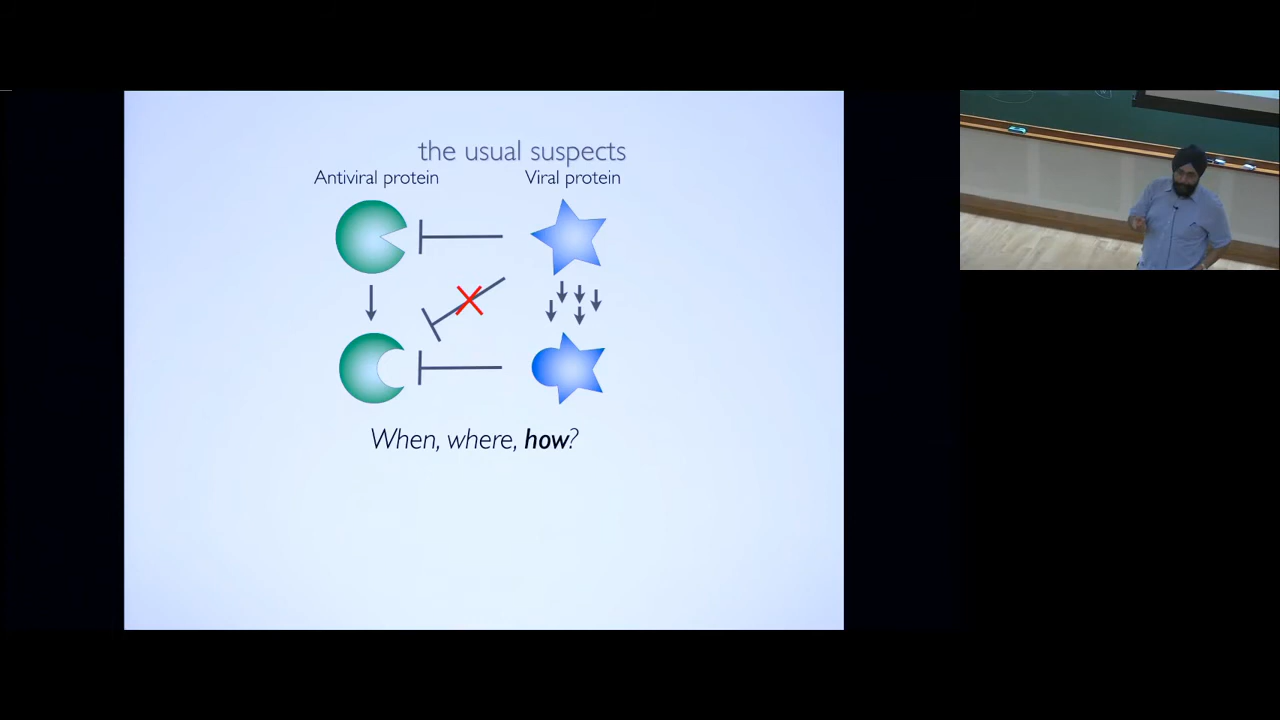 the usual suspects
Antiviral protein
Viral protein
When, where, how?